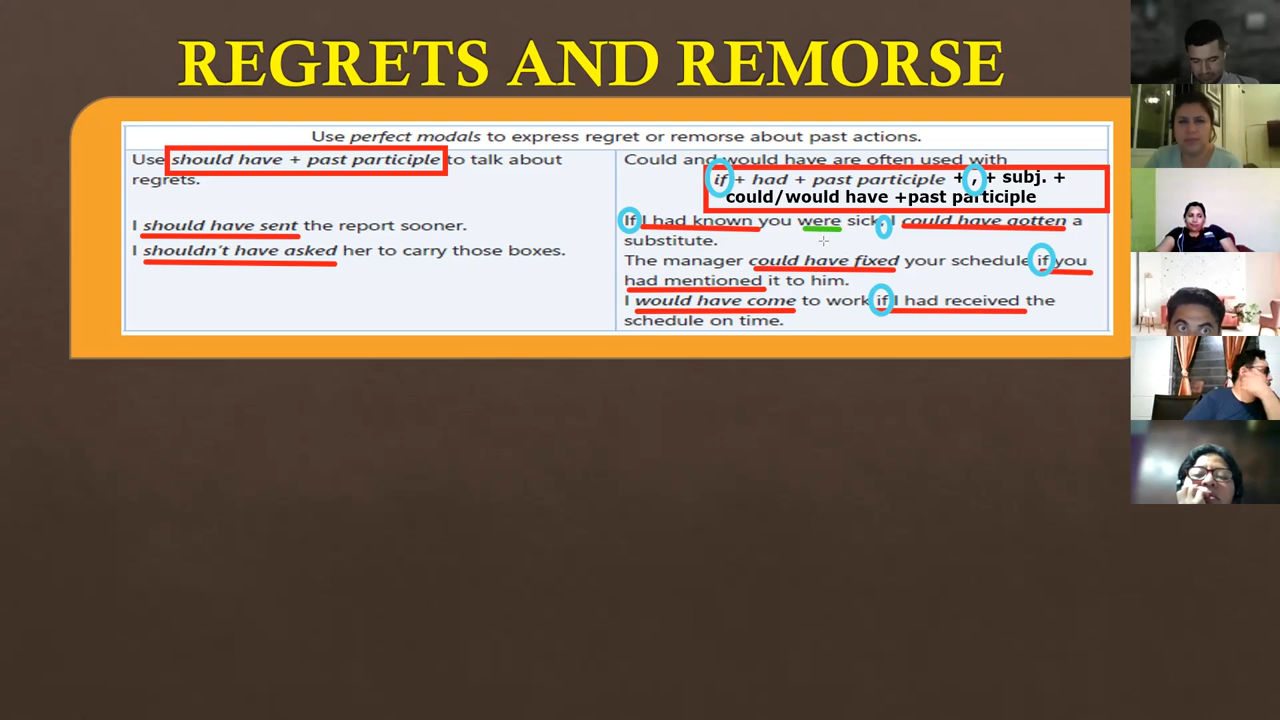 REGRETS AND REMORSE
Use perfect modals to express regret or remorse about past actions.
Use should have + past participle to talk about
regrets.
I should have sent the report sooner.
I shouldn't have asked her to carry those boxes.
Could and would have are often used with
if + had + past participle + , + subj. +
could/would have +past participle
If I had known you were sick, I could have gotten a
substitute.
The manager could have fixed your schedule if you
had mentioned it to him.
I would have come to work if I had received the
schedule on time.